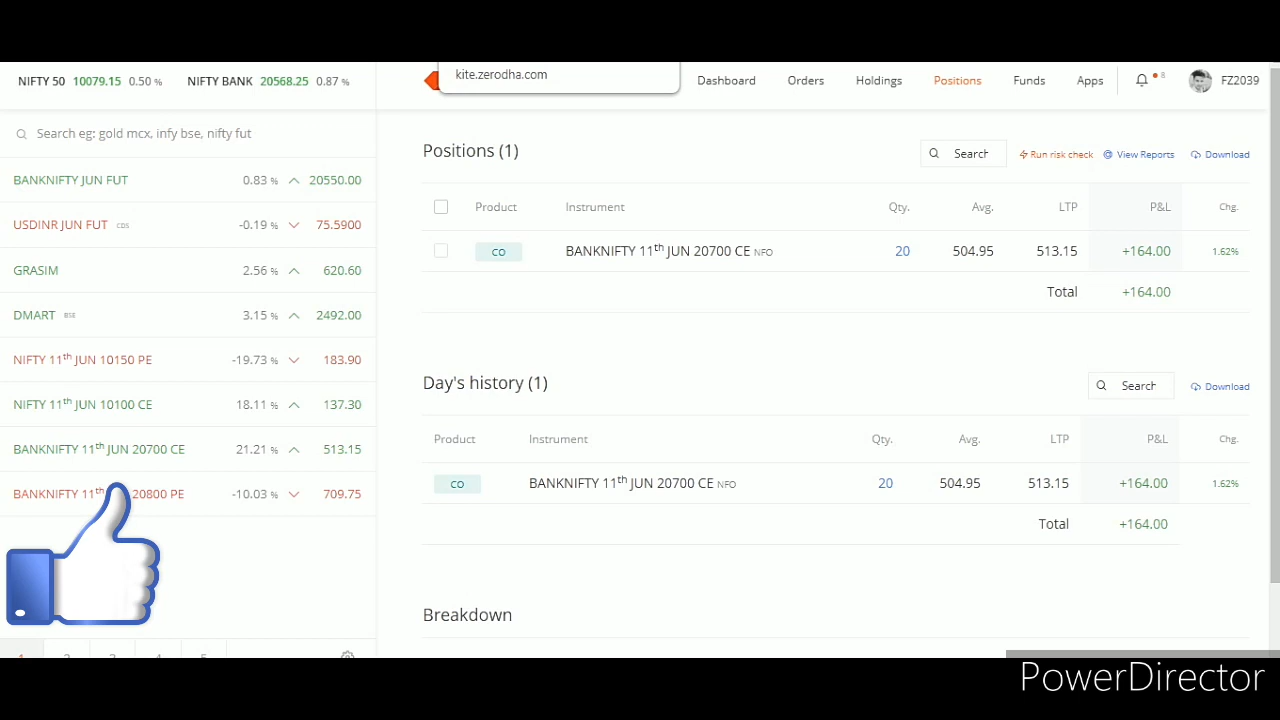 NIFTY 50 10079.15 0.50 % NIFTY BANK 20568.25 0.87 %
kite.zerodha.com
Dashboard Orders Holdings Positions Funds Apps 8 FZ2039
Search eg: gold mcx, infy bse, nifty fut
BANKNIFTY JUN FUT 0.83 % 20550.00
USDINR JUN FUT CDS -0.19 % 75.5900
GRASIM 2.56 % 620.60
DMART BSE 3.15 % 2492.00
NIFTY 11th JUN 10150 PE -19.73 % 183.90
NIFTY 11th JUN 10100 CE 18.11 % 137.30
BANKNIFTY 11th JUN 20700 CE 21.21 % 513.15
BANKNIFTY 11th 20800 PE -10.03 % 709.75
1 2 3 4 5
Positions (1)
Search Run risk check View Reports Download
Product Instrument Qty. Avg. LTP P&L Chg.
CO BANKNIFTY 11th JUN 20700 CE NFO 20 504.95 513.15 +164.00 1.62%
Total +164.00
Day's history (1)
Search Download
Product Instrument Qty. Avg. LTP P&L Chg.
CO BANKNIFTY 11th JUN 20700 CE NFO 20 504.95 513.15 +164.00 1.62%
Total +164.00
Breakdown
PowerDirector